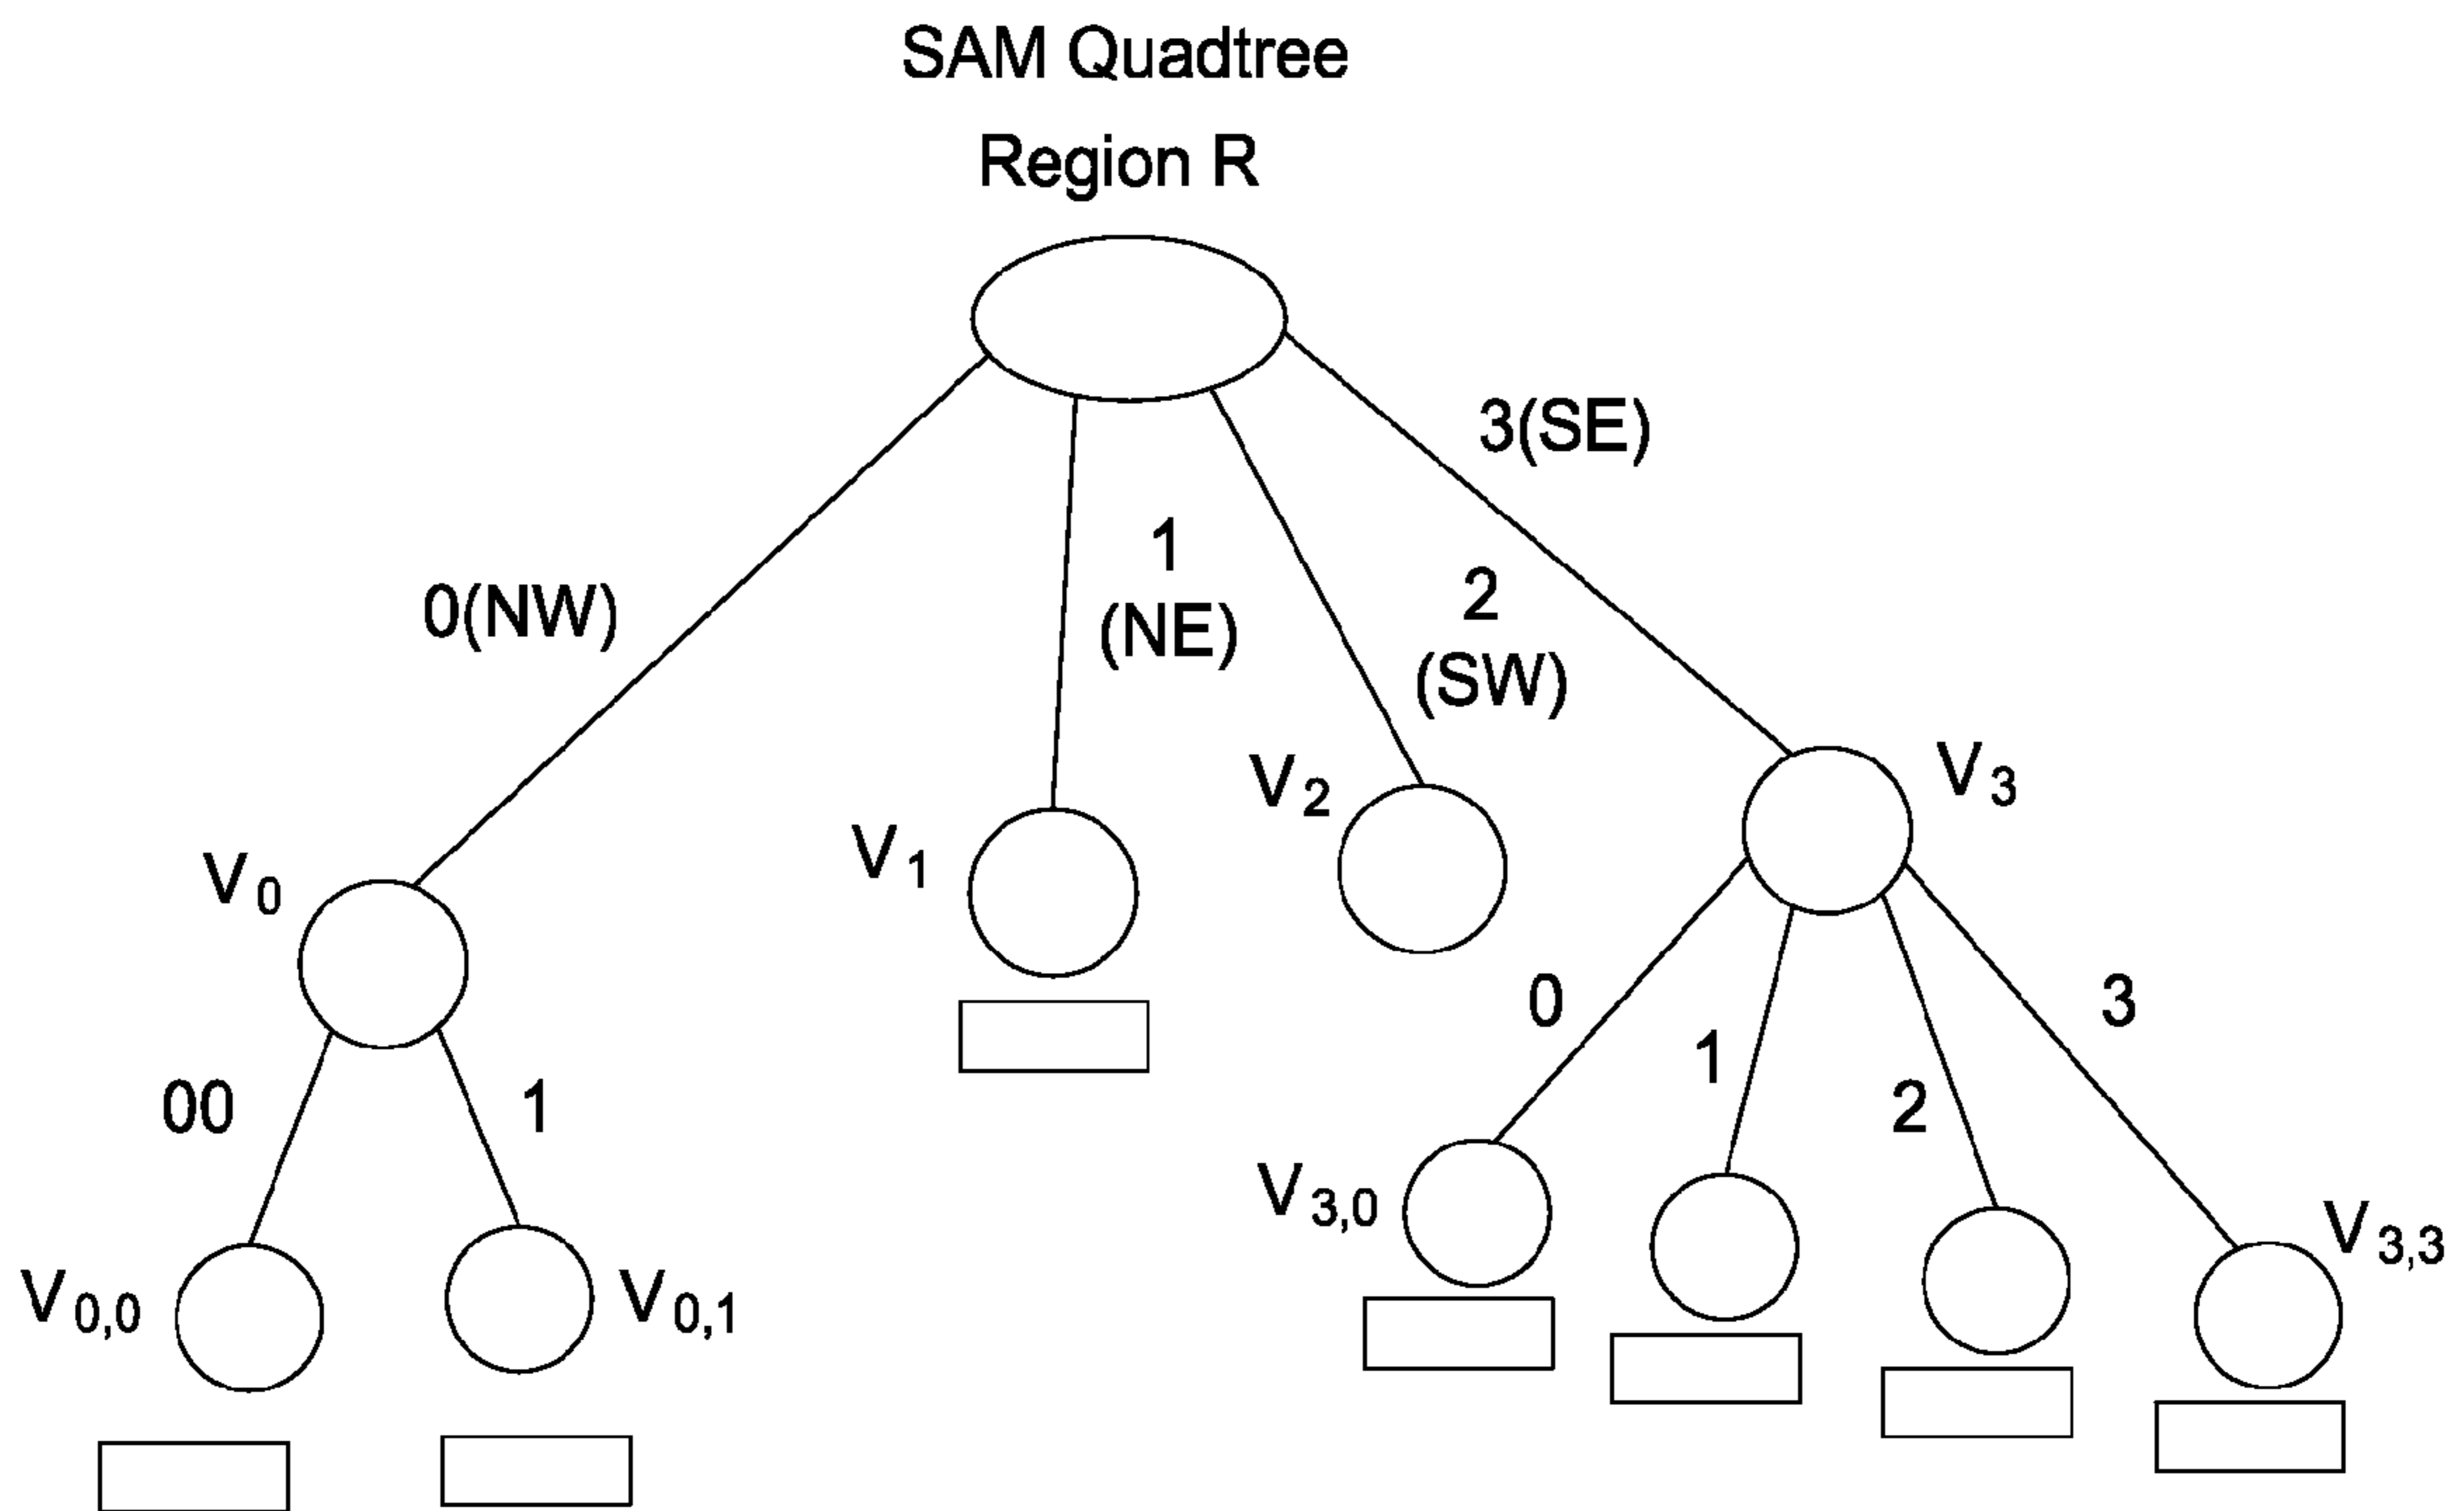 SAM Quadtree
Region R
3(SE)
1
(NE)
0(NW)
2
(SW)
V3
V2
V1
V0
0
3
1
00
1
2
V3,0
V3,3
V0,0
V0,1